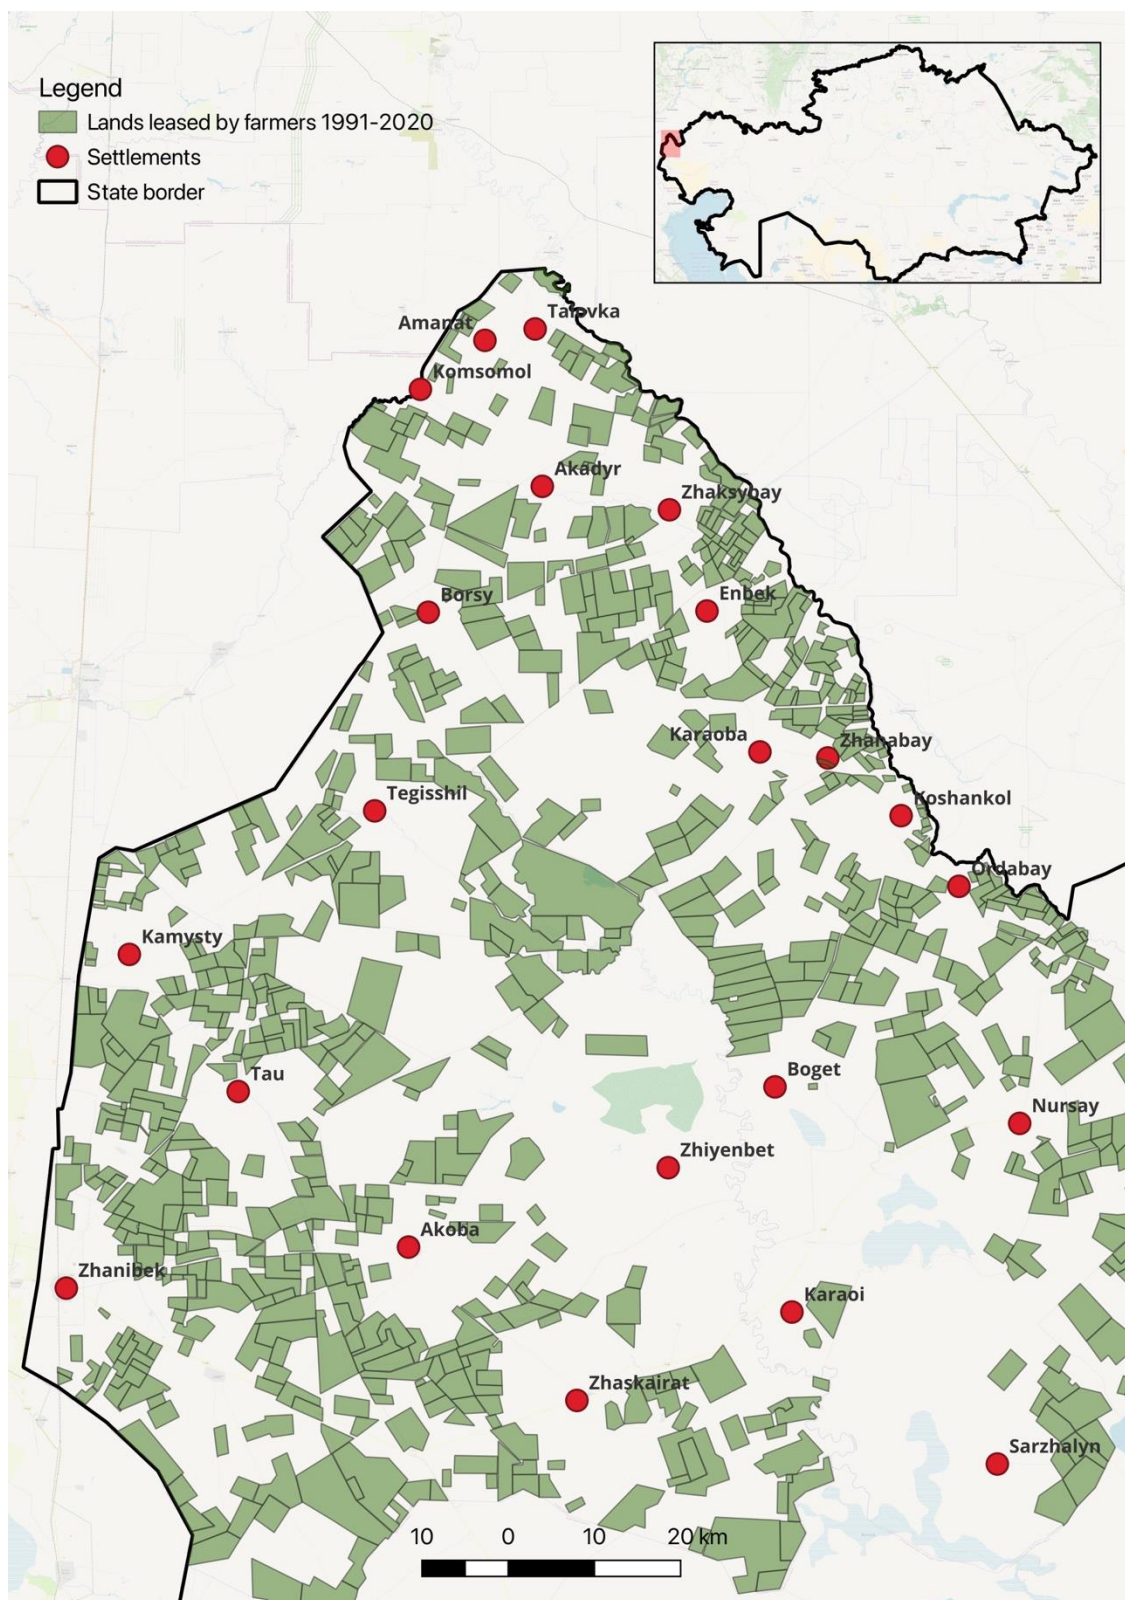 Legend
Lands leased by farmers 1991-2020
Settlements
State border
Talovka
Amanat
Komsomol
Akadyr
Zhaksybay
Borsy
Enbek
Karaoba
Zhanabay
Tegisshil
Koshankol
Ordabay
Kamysty
Tau
Boget
Nursay
Zhiyenbet
Akoba
Zhanibek
Karaoi
Zhaskairat
Sarzhalyn
10 0 10 20 km